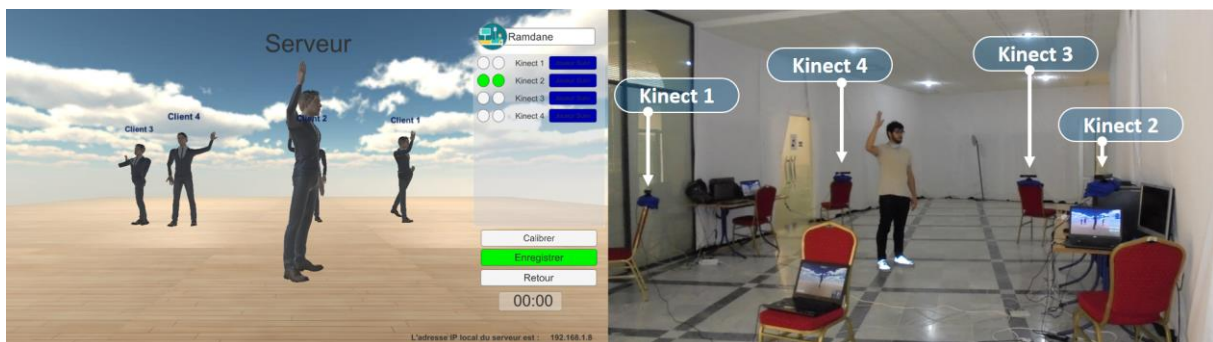 Serveur
Ramdane
Kinect 1
Kinect 2
Kinect 3
Kinect 4
Client 3
Client 4
Client 1
Calibrer
Enregistrer
Retour
00:00
L'adresse IP local du serveur est : 192.168.1.8
Kinect 1
Kinect 4
Kinect 3
Kinect 2